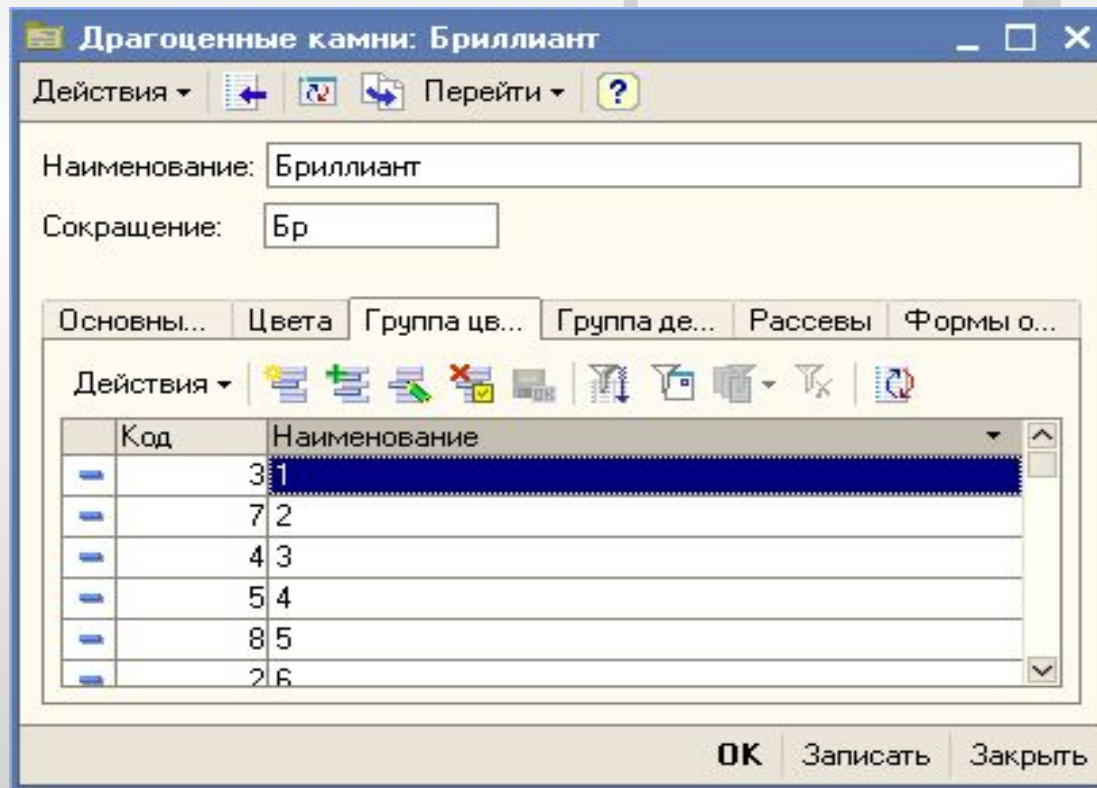 Драгоценные камни: Бриллиант
Действия Перейти ?
Наименование: Бриллиант
Сокращение: Бр
Основны... Цвета Группа цв... Группа де... Рассевы Формы о...
Действия
Код Наименование
3 1
7 2
4 3
5 4
8 5
2 6
OK Записать Закрыть